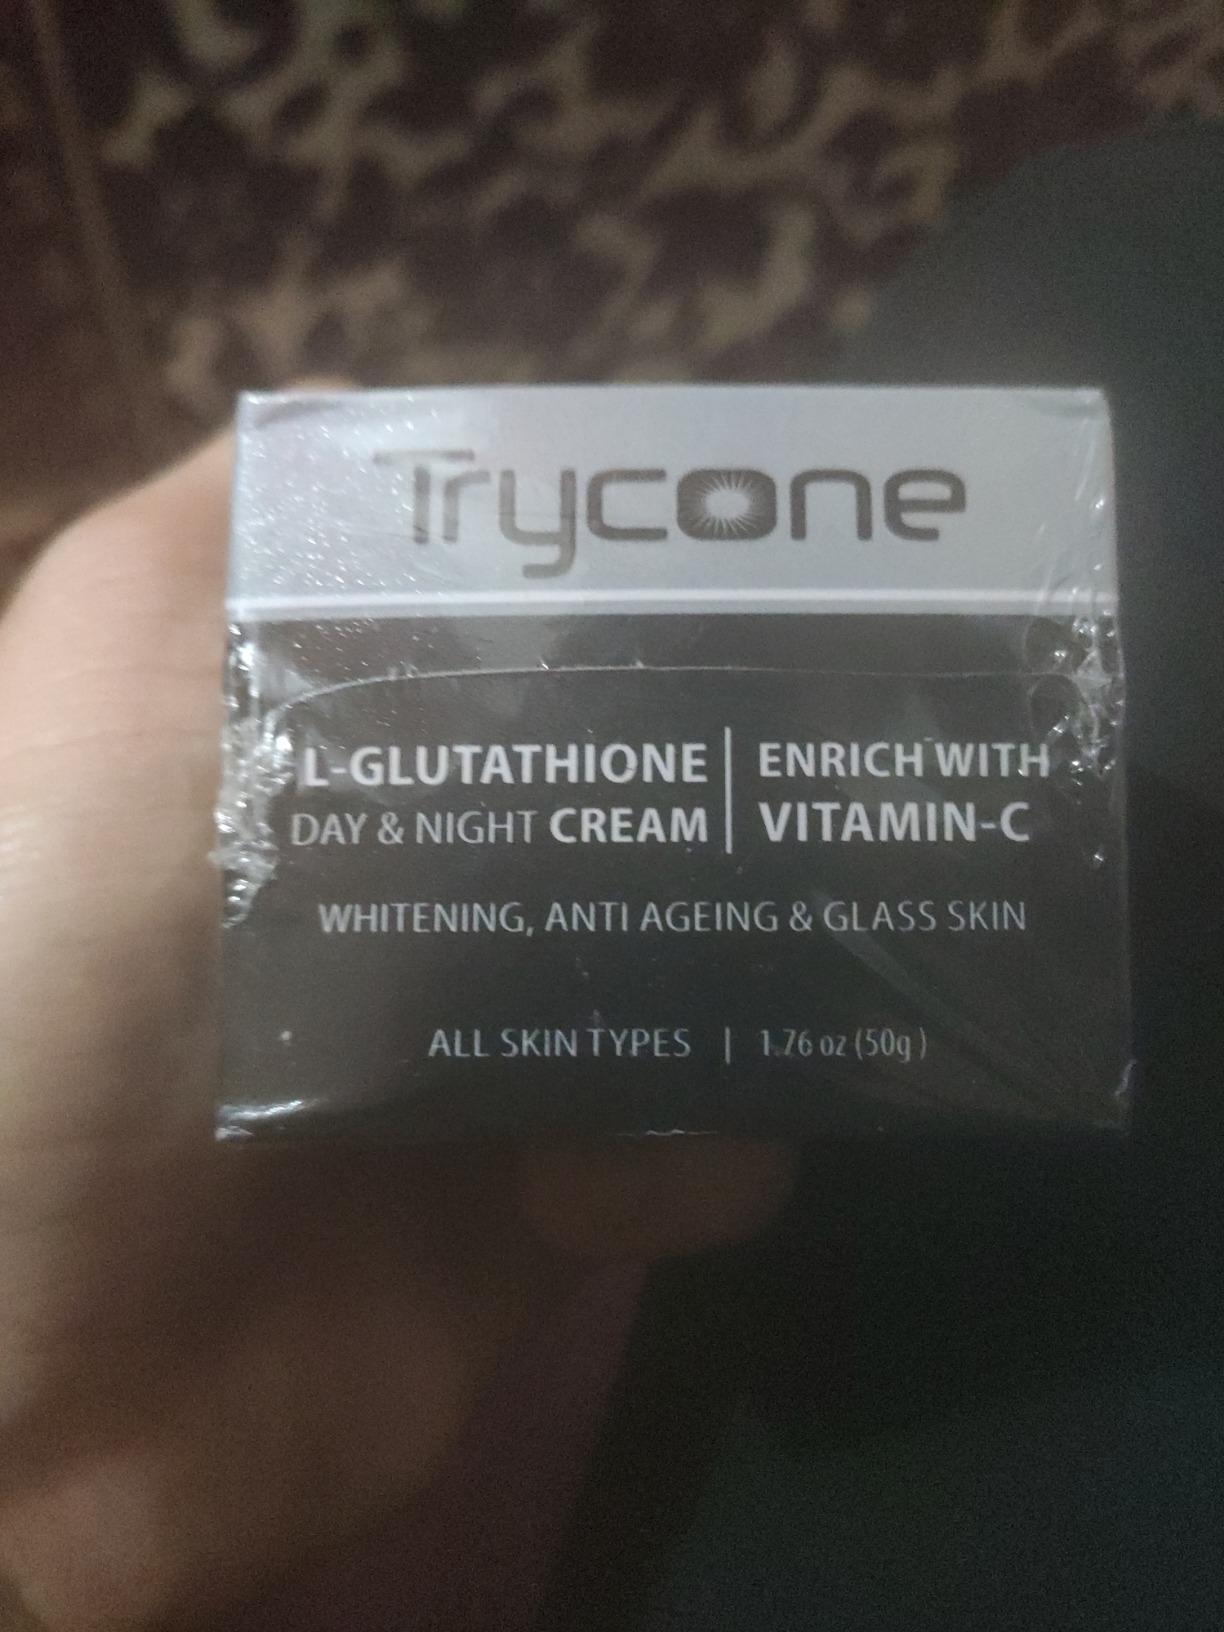 Trycone
L-GLUTATHIONE | ENRICH WITH
DAY & NIGHT CREAM | VITAMIN-C
WHITENING, ANTI AGEING & GLASS SKIN
ALL SKIN TYPES | 1.76 oz (50g)